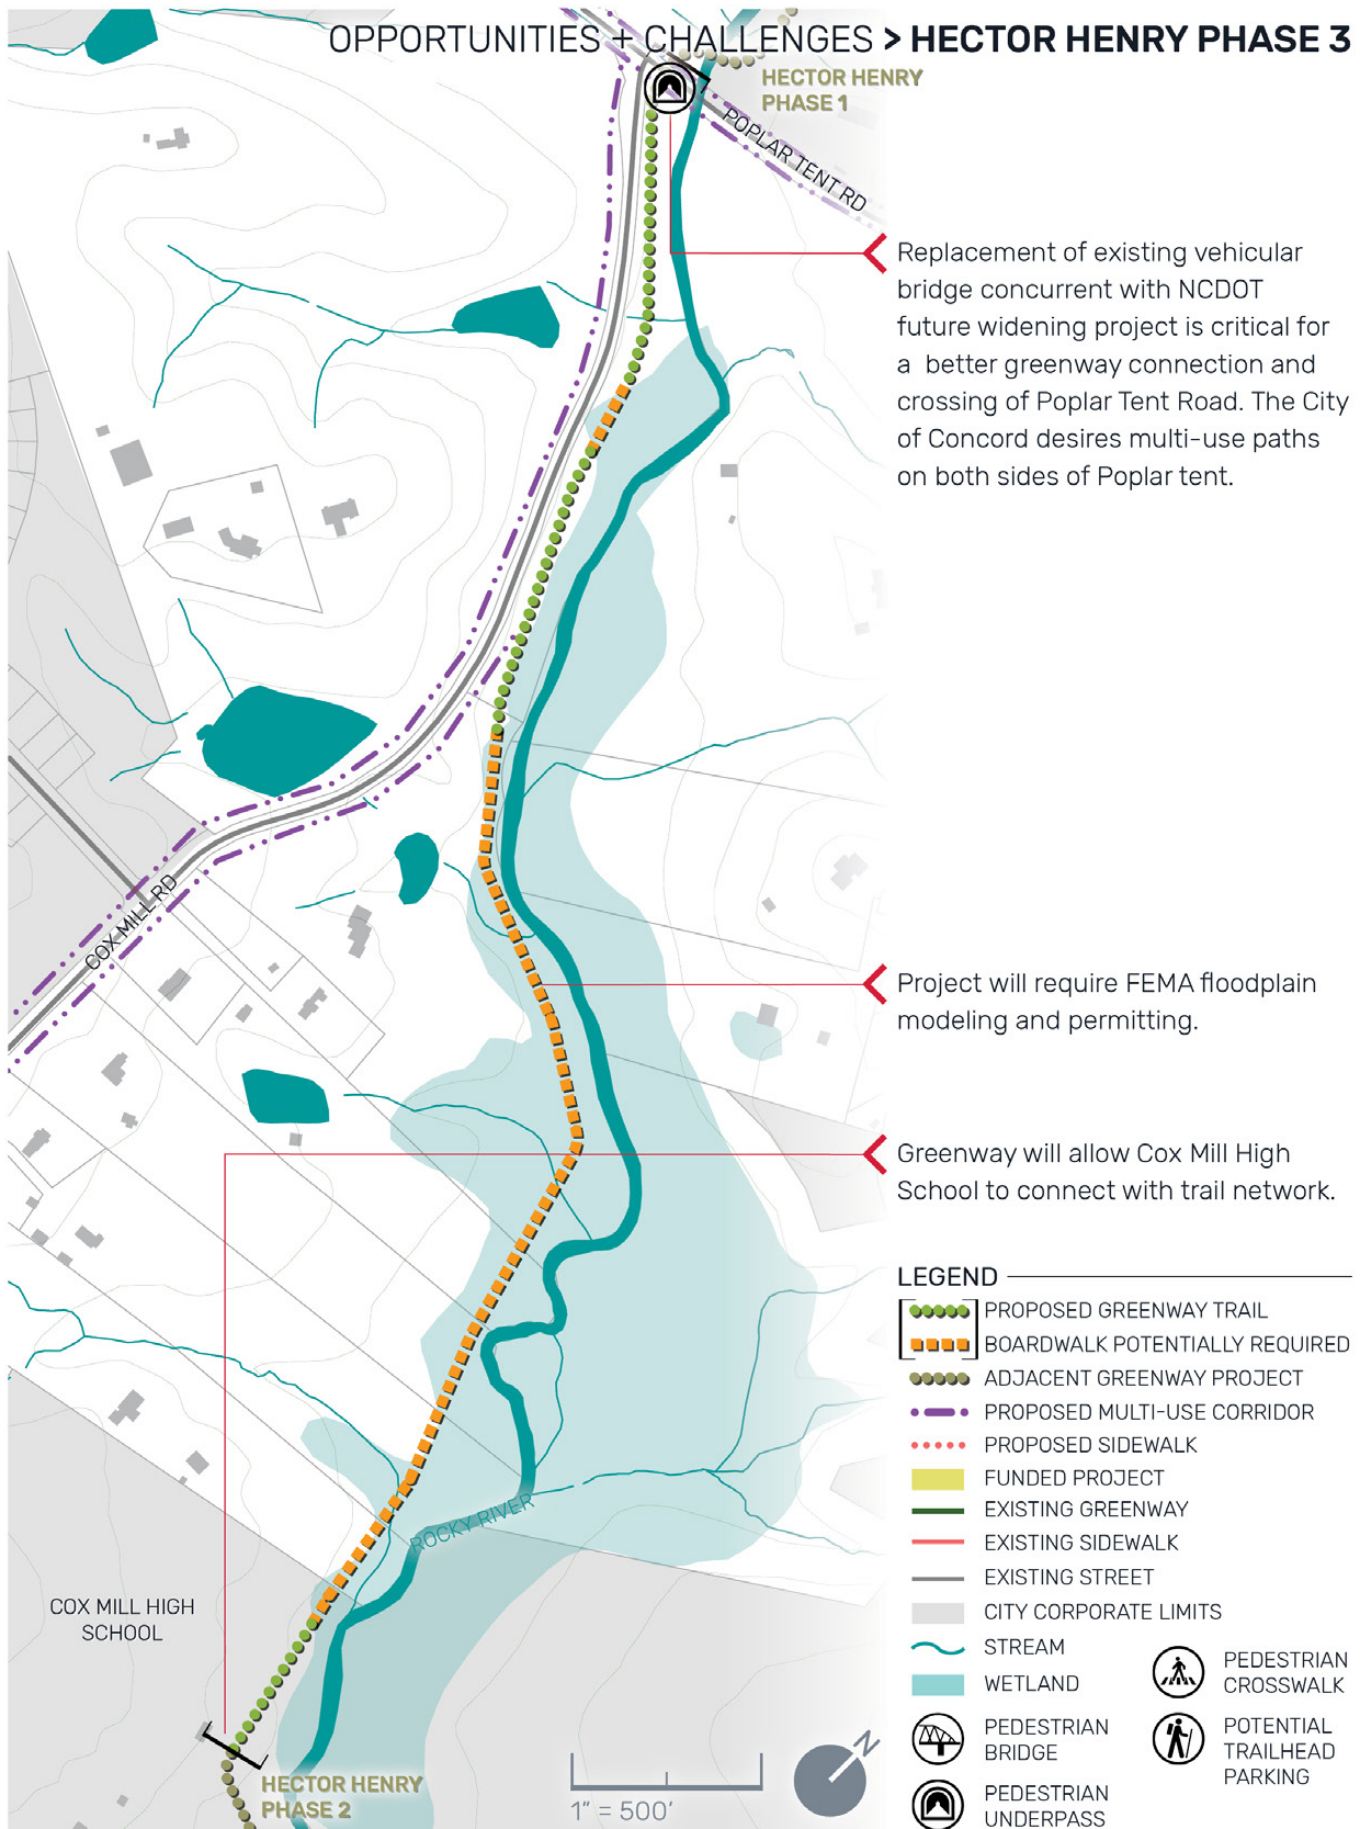 OPPORTUNITIES + CHALLENGES > HECTOR HENRY PHASE 3
HECTOR HENRY
PHASE 1
POPLAR TENT RD
Replacement of existing vehicular
bridge concurrent with NCDOT
future widening project is critical for
a better greenway connection and
crossing of Poplar Tent Road. The City
of Concord desires multi-use paths
on both sides of Poplar tent.
COX MILL RD
Project will require FEMA floodplain
modeling and permitting.
Greenway will allow Cox Mill High
School to connect with trail network.
ROCKY RIVER
COX MILL HIGH
SCHOOL
HECTOR HENRY
PHASE 2
1" = 500'
N
LEGEND
PROPOSED GREENWAY TRAIL
BOARDWALK POTENTIALLY REQUIRED
ADJACENT GREENWAY PROJECT
PROPOSED MULTI-USE CORRIDOR
PROPOSED SIDEWALK
FUNDED PROJECT
EXISTING GREENWAY
EXISTING SIDEWALK
EXISTING STREET
CITY CORPORATE LIMITS
STREAM
WETLAND
PEDESTRIAN
BRIDGE
PEDESTRIAN
UNDERPASS
PEDESTRIAN
CROSSWALK
POTENTIAL
TRAILHEAD
PARKING